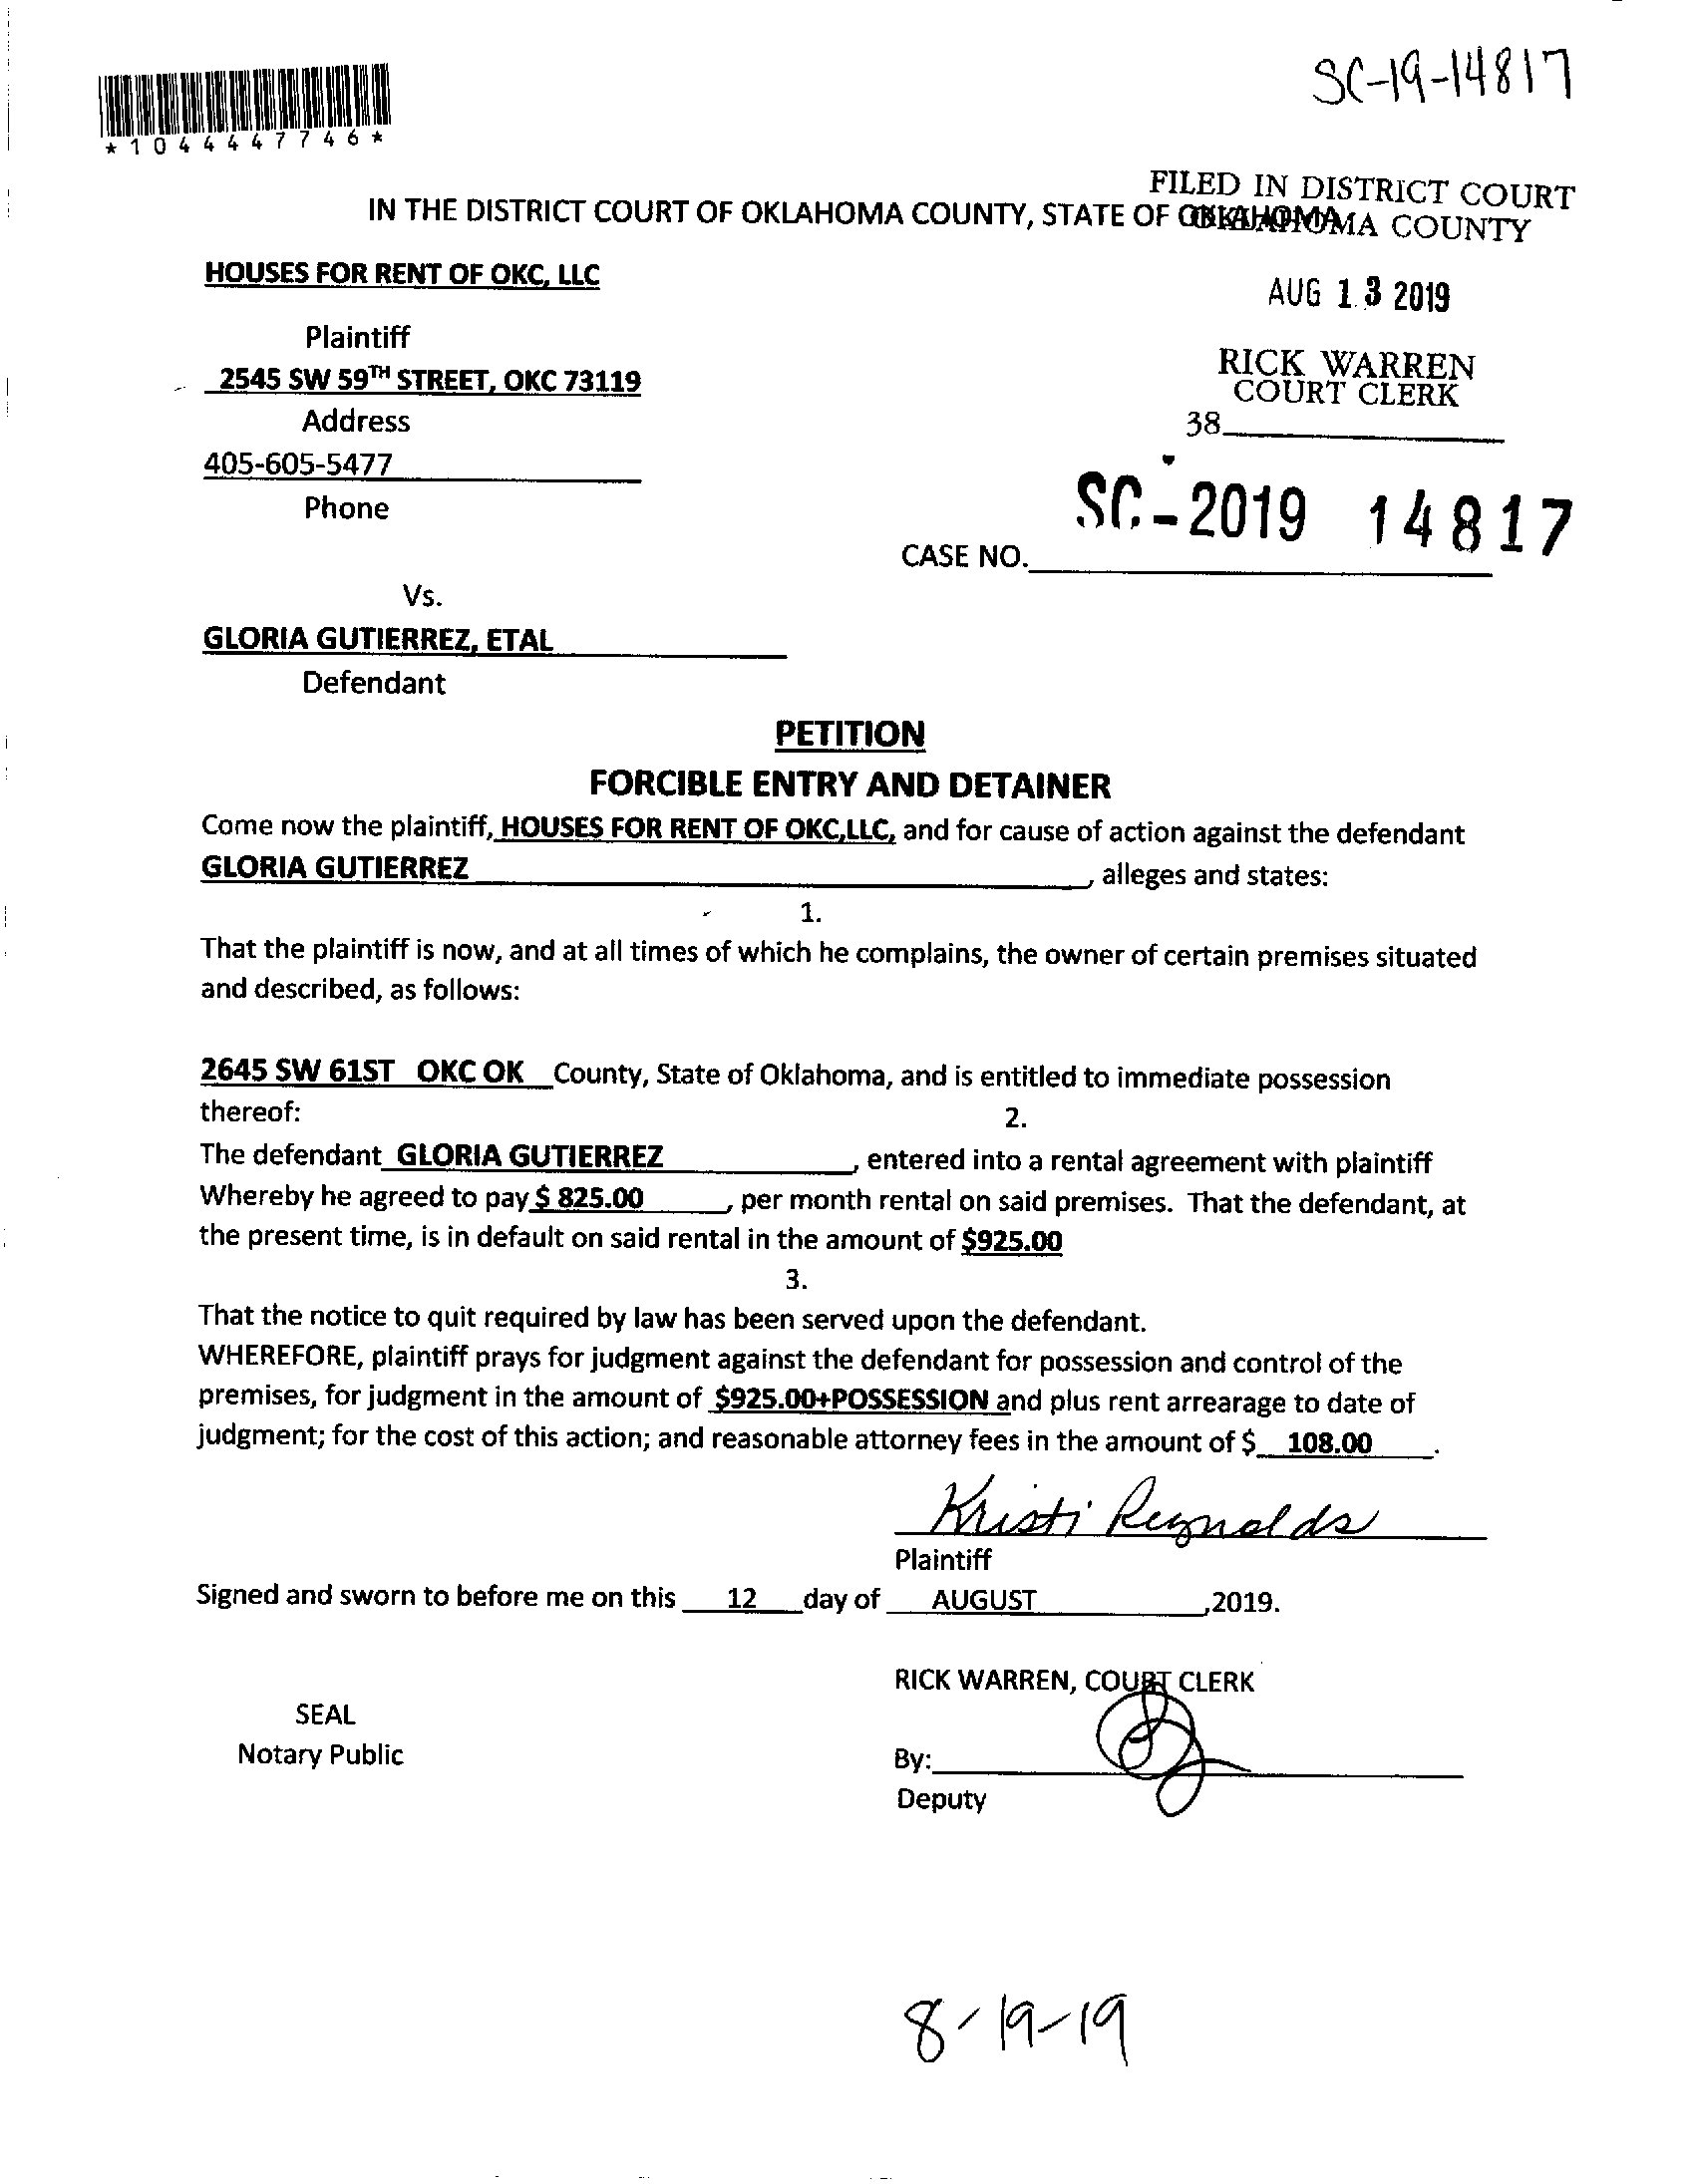 SC-19-14817
*1044447746*
FILED IN DISTRICT COURT
OKLAHOMA COUNTY
IN THE DISTRICT COURT OF OKLAHOMA COUNTY, STATE OF OKLAHOMA
HOUSES FOR RENT OF OKC, LLC
AUG 13 2019
Plaintiff
RICK WARREN
COURT CLERK
2545 SW 59TH STREET, OKC 73119
Address
38
405-605-5477
Phone
SC-2019 14817
CASE NO.
Vs.
GLORIA GUTIERREZ, ETAL
Defendant
PETITION
FORCIBLE ENTRY AND DETAINER
Come now the plaintiff, HOUSES FOR RENT OF OKC,LLC, and for cause of action against the defendant
GLORIA GUTIERREZ, alleges and states:
1.
That the plaintiff is now, and at all times of which he complains, the owner of certain premises situated
and described, as follows:
2645 SW 61ST OKC OK County, State of Oklahoma, and is entitled to immediate possession
thereof:
2.
The defendant GLORIA GUTIERREZ, entered into a rental agreement with plaintiff
Whereby he agreed to pay $ 825.00, per month rental on said premises. That the defendant, at
the present time, is in default on said rental in the amount of $925.00
3.
That the notice to quit required by law has been served upon the defendant.
WHEREFORE, plaintiff prays for judgment against the defendant for possession and control of the
premises, for judgment in the amount of $925.00+POSSESSION and plus rent arrearage to date of
judgment; for the cost of this action; and reasonable attorney fees in the amount of $ 108.00.
Kristi Reynolds
Plaintiff
Signed and sworn to before me on this 12 day of AUGUST,2019.
RICK WARREN, COURT CLERK
SEAL
Notary Public
By:
Deputy
8-19-19